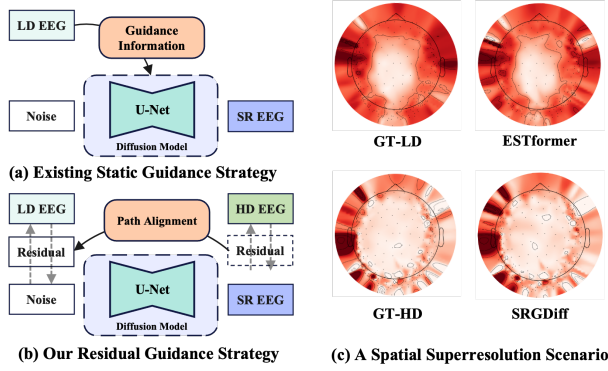 LD EEG
Guidance
Information
Noise
U-Net
SR EEG
Diffusion Model
(a) Existing Static Guidance Strategy
LD EEG
Path Alignment
HD EEG
Residual
Residual
Noise
U-Net
SR EEG
Diffusion Model
(b) Our Residual Guidance Strategy
GT-LD
ESTformer
GT-HD
SRGDiff
(c) A Spatial Superresolution Scenario